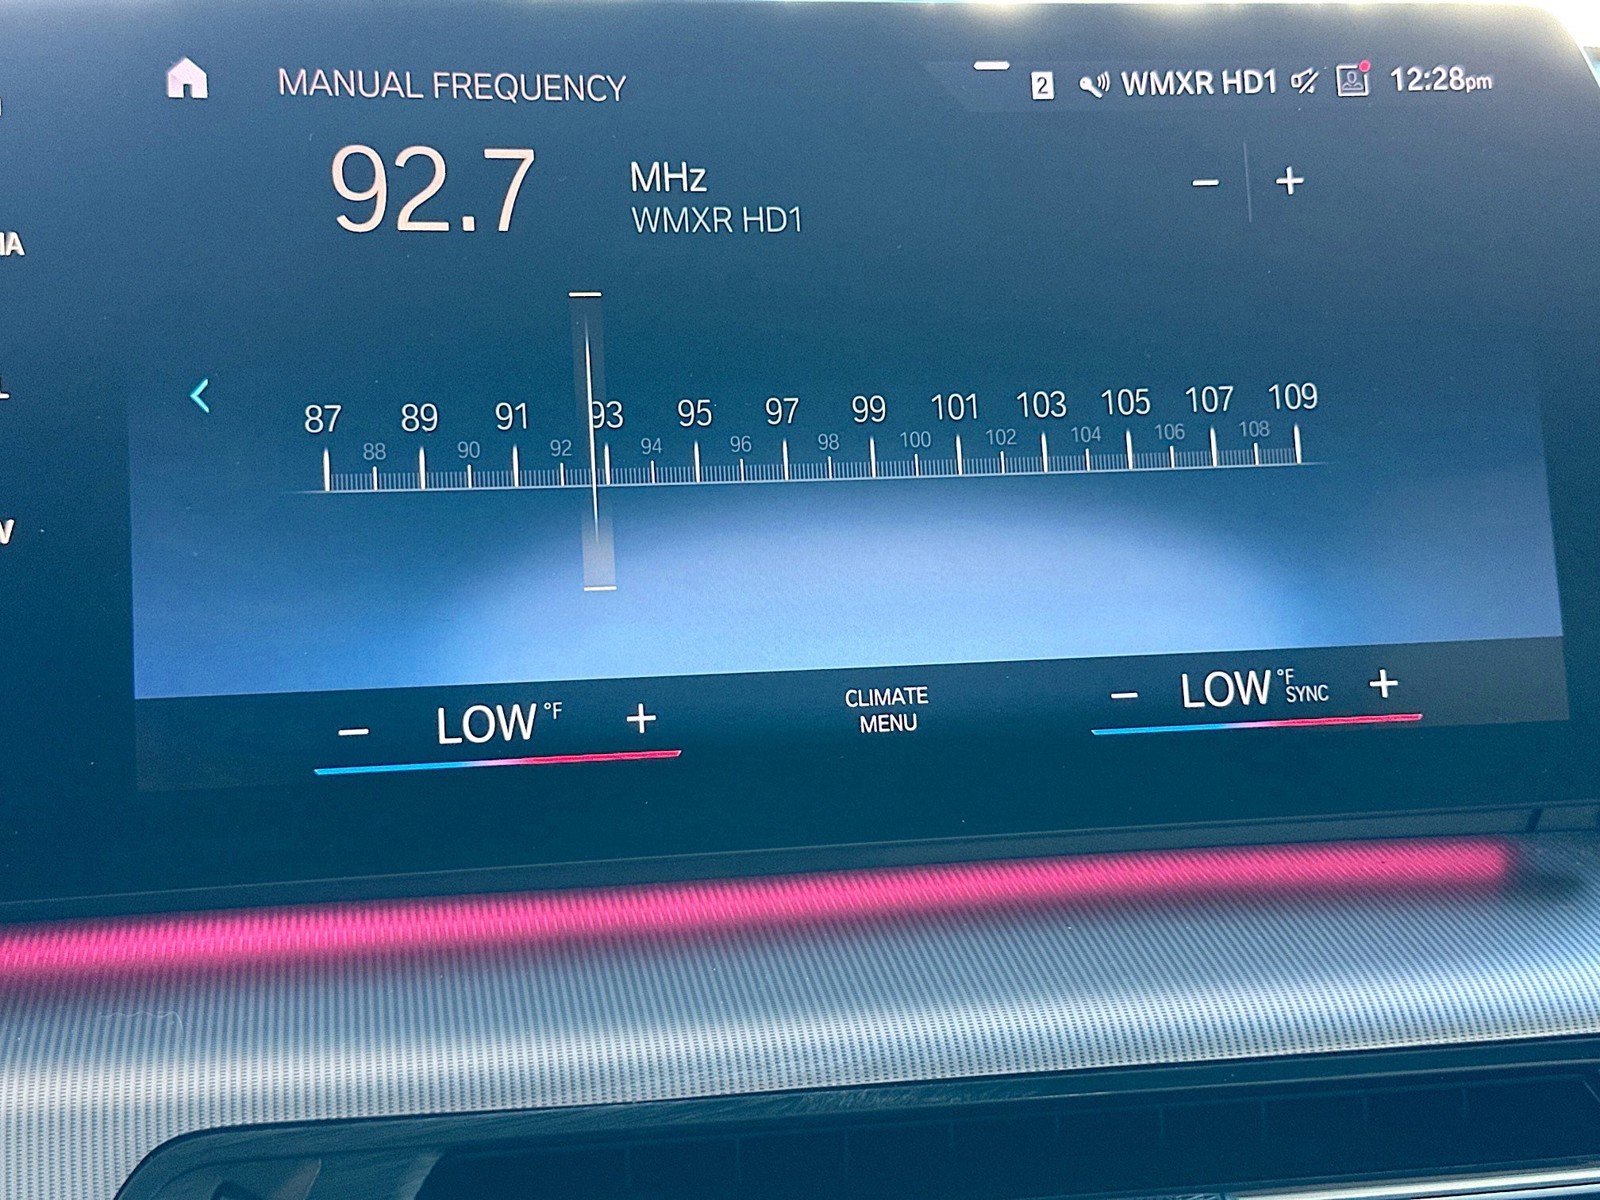 MANUAL FREQUENCY
2 WMXR HD1 12:28pm
92.7 MHz
WMXR HD1
− +
87 89 91 93 95 97 99 101 103 105 107 109
88 90 92 94 96 98 100 102 104 106 108
− LOW °F +
CLIMATE
MENU
− LOW °F SYNC +